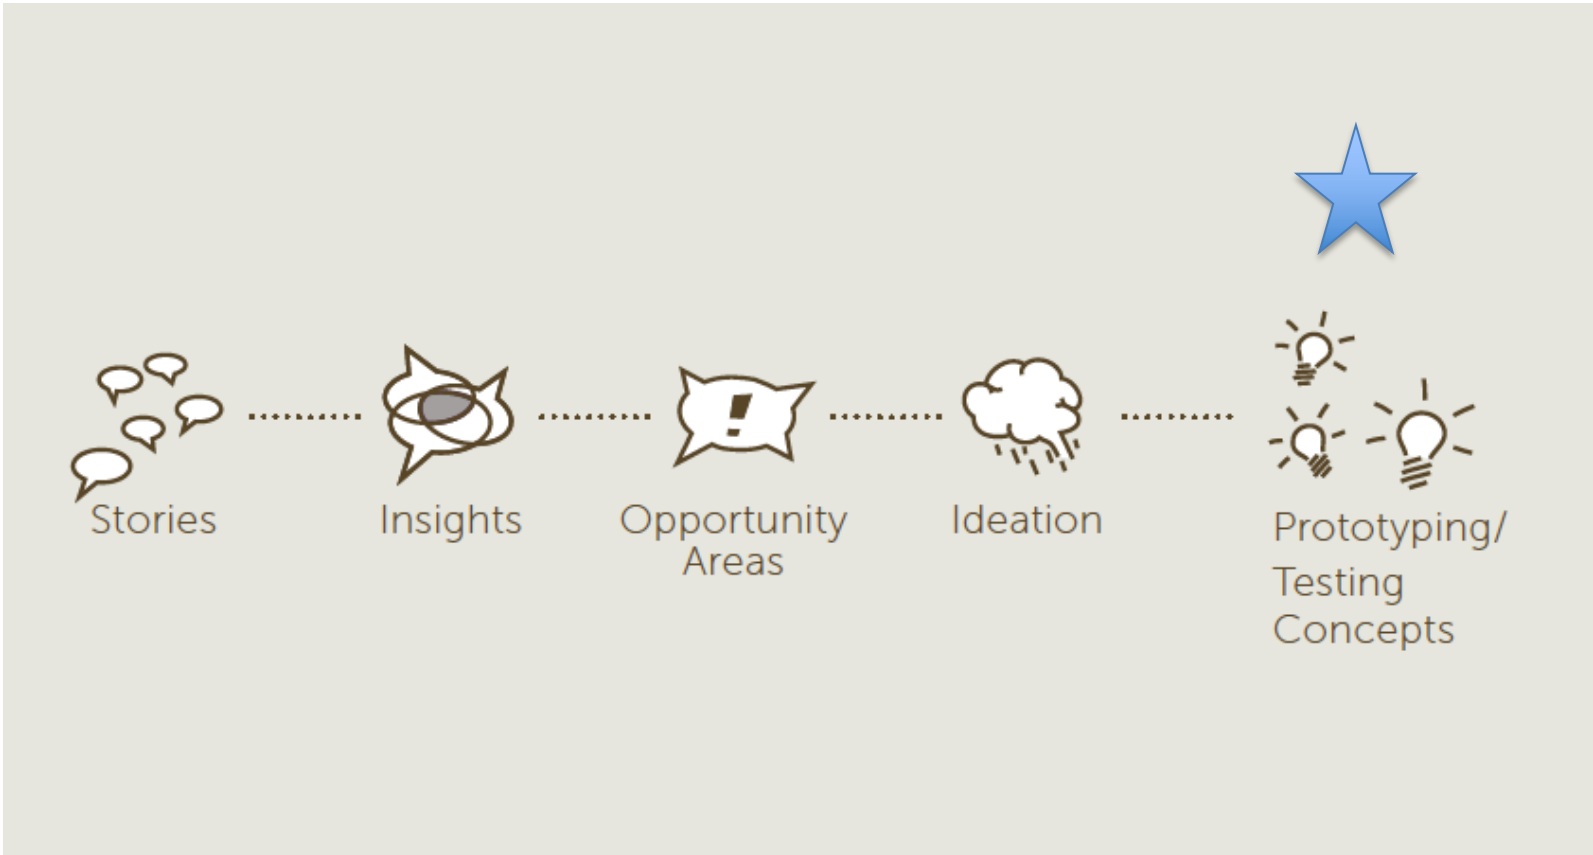 Stories
Insights
Opportunity
Areas
Ideation
Prototyping/
Testing
Concepts